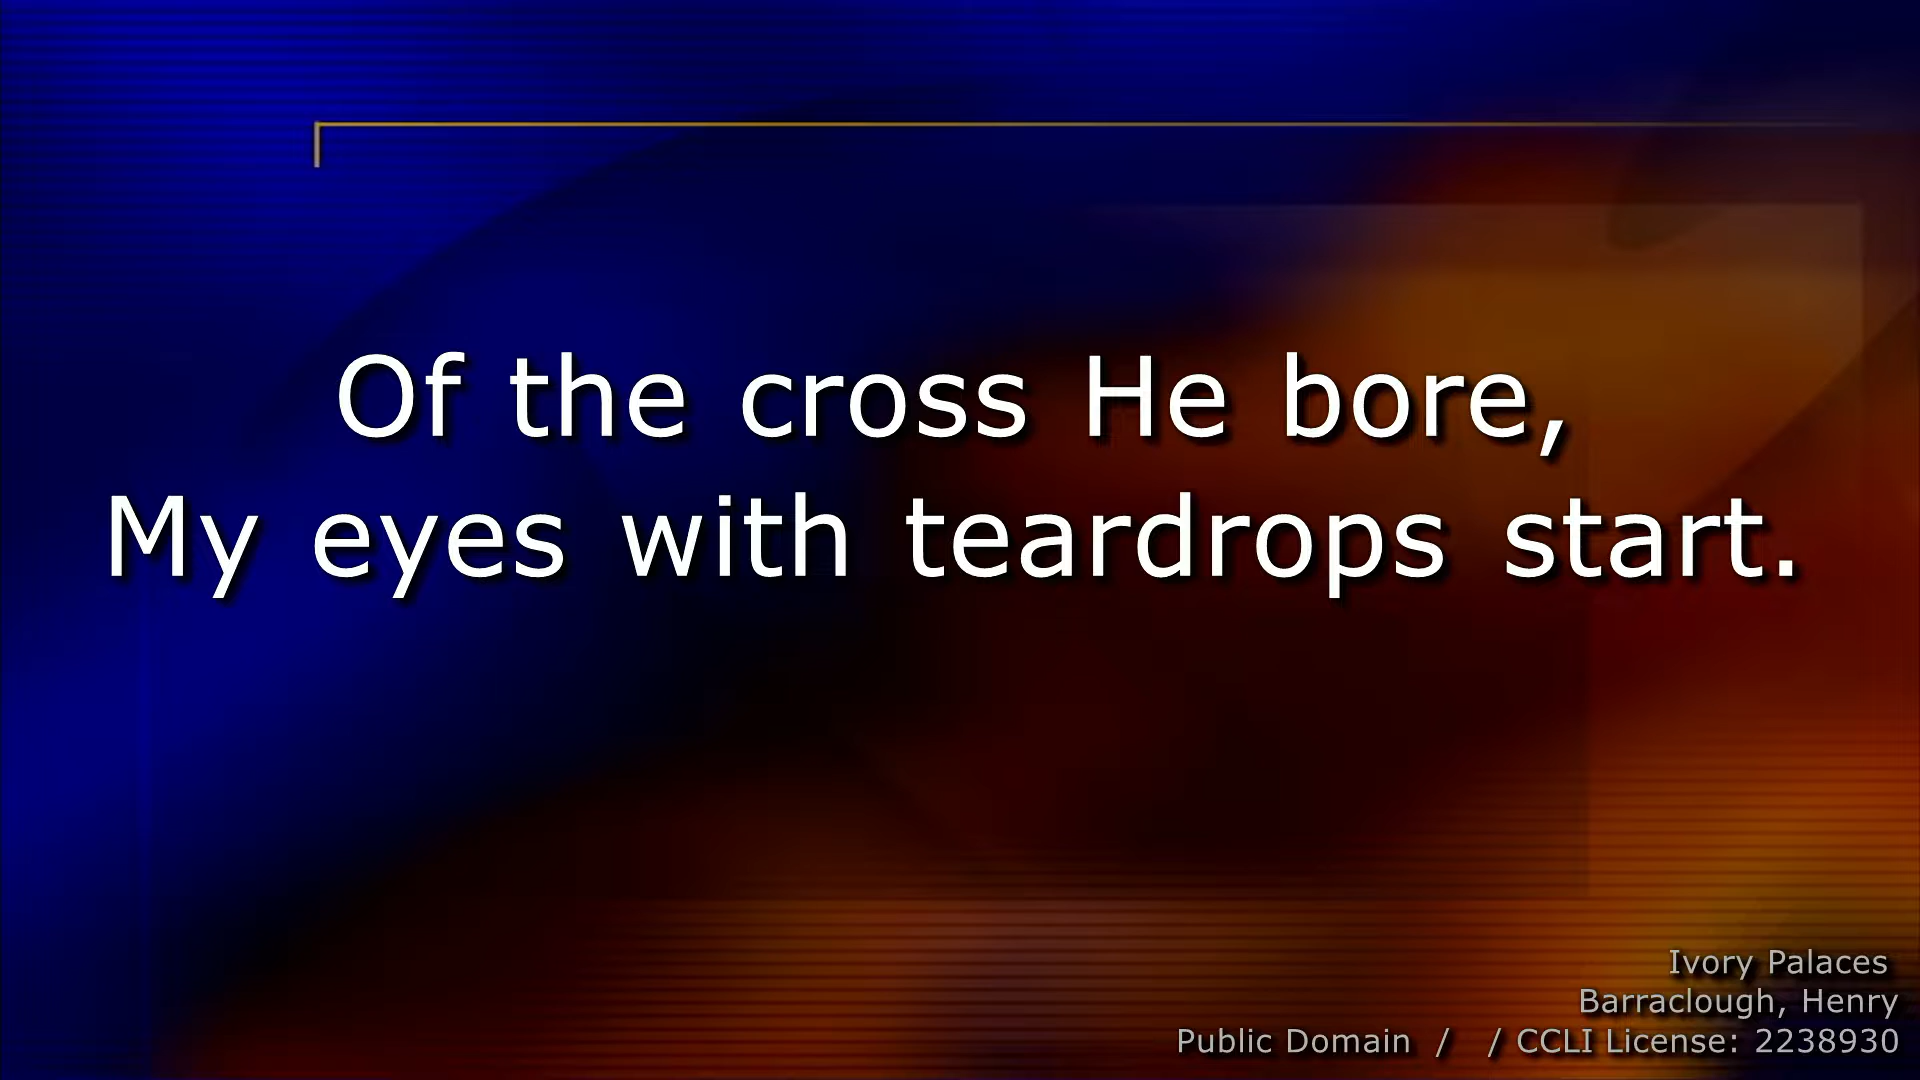 Of the cross He bore,
My eyes with teardrops start.
Ivory Palaces
Barraclough, Henry
Public Domain / / CCLI License: 2238930